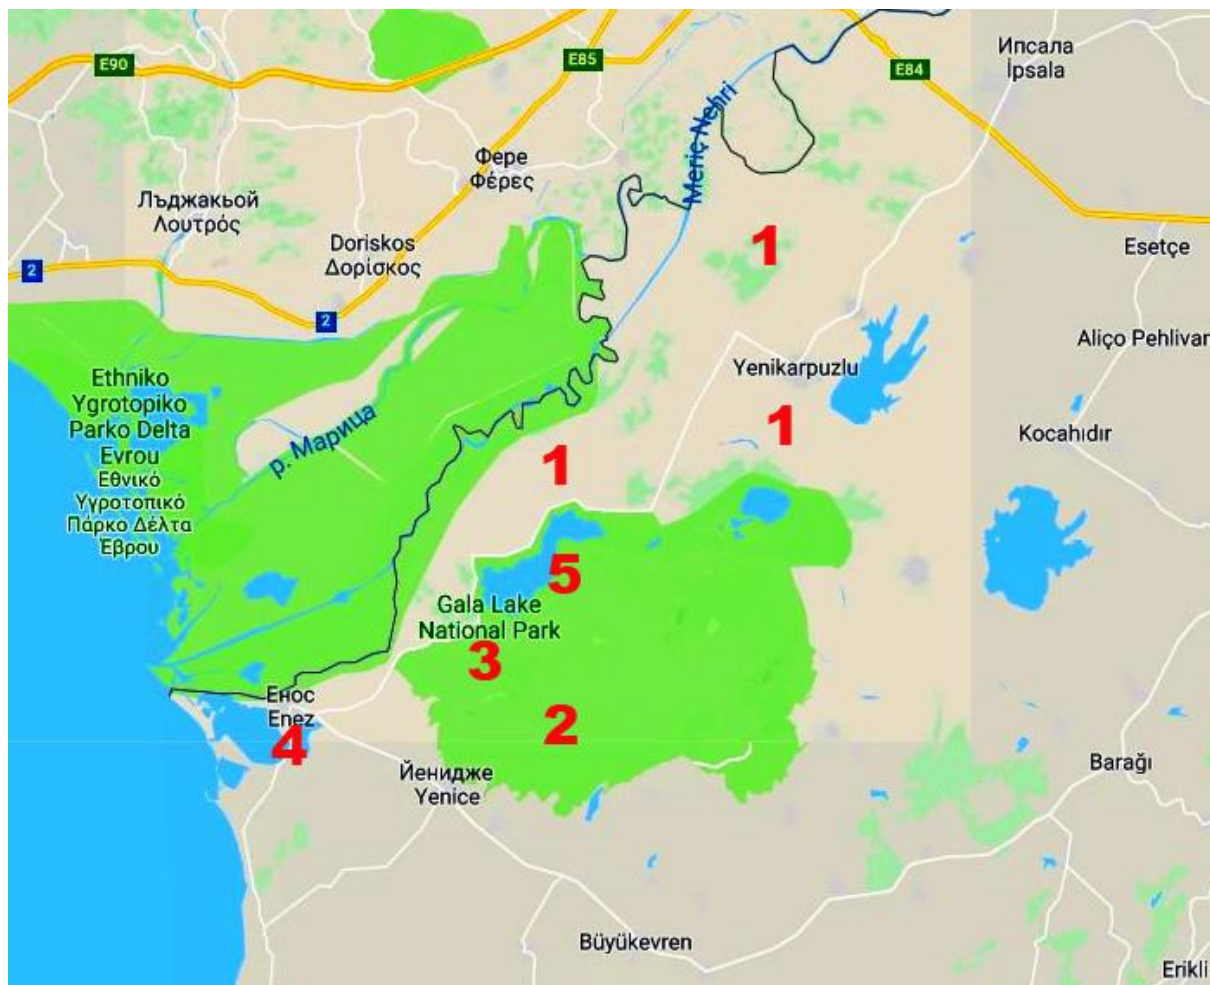 E90
E85
E84
Ипсала
İpsala
Meriç Nehri
Фере
Φέρες
Лъджакьой
Λουτρός
Doriskos
Δορίσκος
1
Esetçe
2
2
Aliço Pehlivan
Yenikarpuzlu
Ethniko
Ygrotopiko
Parko Delta
Evrou
Εθνικό
Υγροτοπικό
Πάρκο Δέλτα
Έβρου
р. Марица
1
Kocahıdır
1
5
Gala Lake
National Park
3
Енос
Enez
4
2
Йенидже
Yenice
Barağı
Büyükevren
Erikli